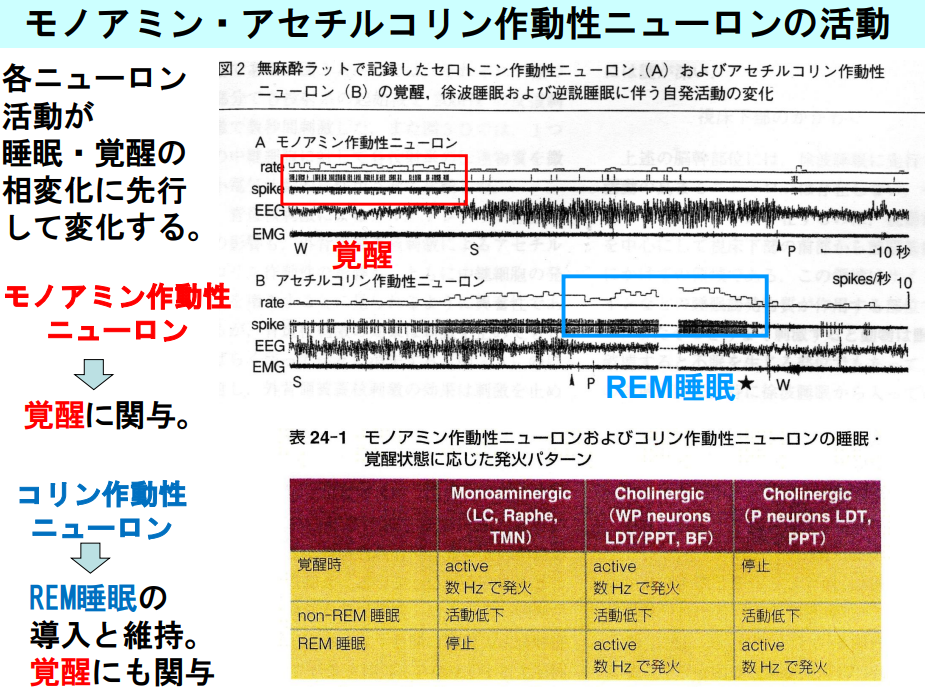 モノアミン・アセチルコリン作動性ニューロンの活動
各ニューロン
活動が
睡眠・覚醒の
相変化に先行
して変化する。
モノアミン作動性
ニューロン
覚醒に関与。
コリン作動性
ニューロン
REM睡眠の
導入と維持。
覚醒にも関与
図2 無麻酔ラットで記録したセロトニン作動性ニューロン（A）およびアセチルコリン作動性
ニューロン（B）の覚醒，徐波睡眠および逆説睡眠に伴う自発活動の変化
A モノアミン作動性ニューロン
rate
spike
EEG
EMG
W 覚醒 S P 10 秒
B アセチルコリン作動性ニューロン spikes/秒 10
rate
spike
EEG
EMG
S P REM睡眠★ W
表 24-1 モノアミン作動性ニューロンおよびコリン作動性ニューロンの睡眠・
覚醒状態に応じた発火パターン
Monoaminergic Cholinergic Cholinergic
(LC, Raphe, (WP neurons (P neurons LDT,
TMN) LDT/PPT, BF) PPT)
覚醒時 active active 停止
数 Hz で発火 数 Hz で発火
non-REM 睡眠 活動低下 活動低下 活動低下
REM 睡眠 停止 active active
数 Hz で発火 数 Hz で発火